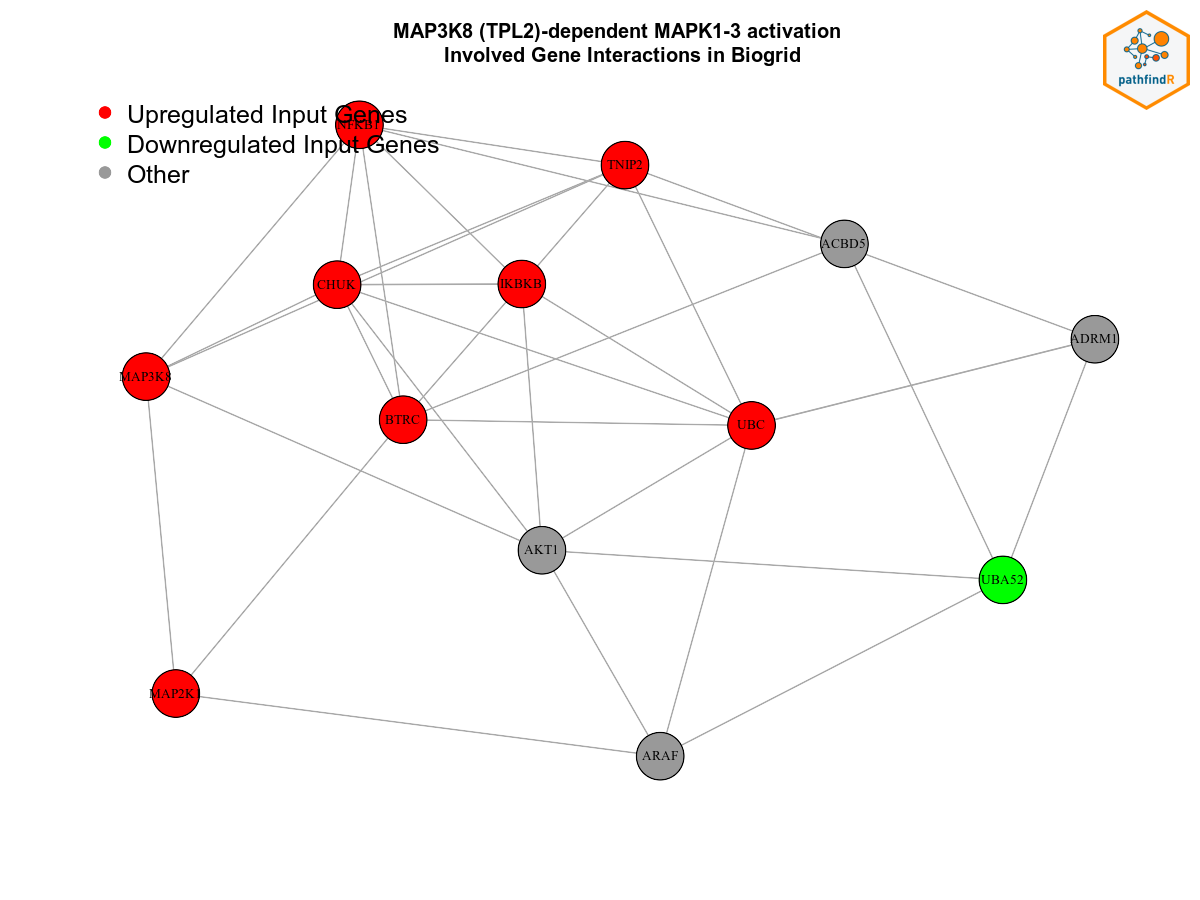 MAP3K8 (TPL2)-dependent MAPK1-3 activation
Involved Gene Interactions in Biogrid
pathfindR
Upregulated Input Genes
Downregulated Input Genes
Other
NFKB1
TNIP2
ACBD5
CHUK
IKBKB
ADRM1
MAP3K8
BTRC
UBC
AKT1
UBA52
MAP2K1
ARAF